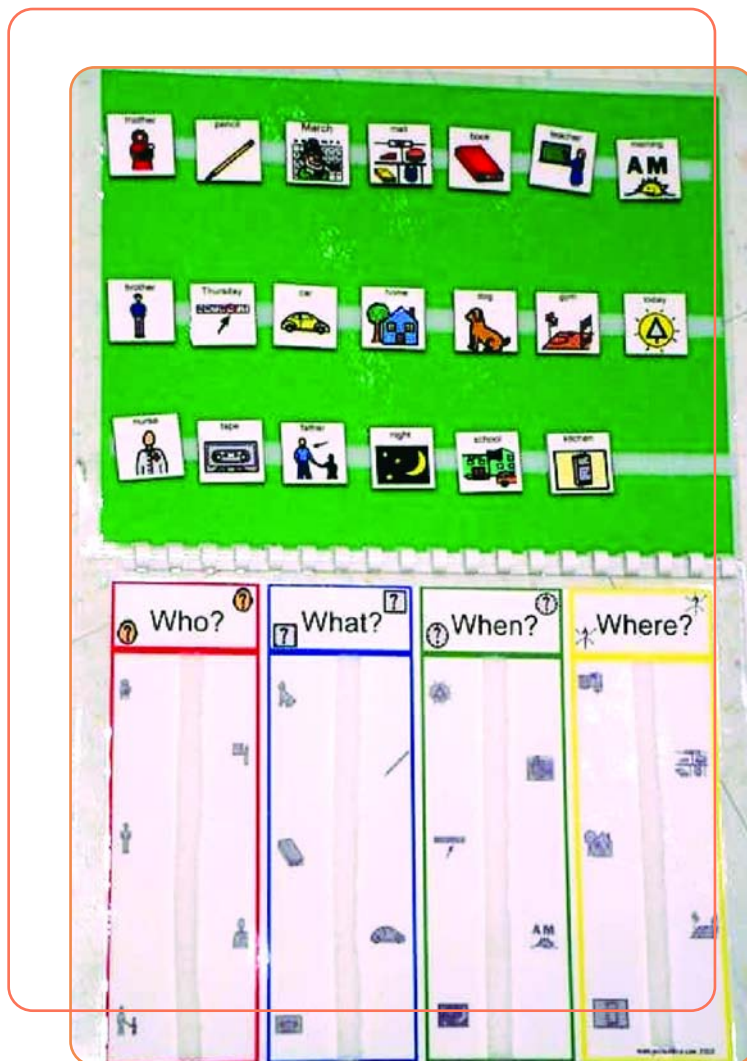 mother pencil March mall book teacher morning
AM
brother Thursday car home dog gym today
nurse tape father night school kitchen
? Who? ? ? What? ? ? When? ? Where?
AM